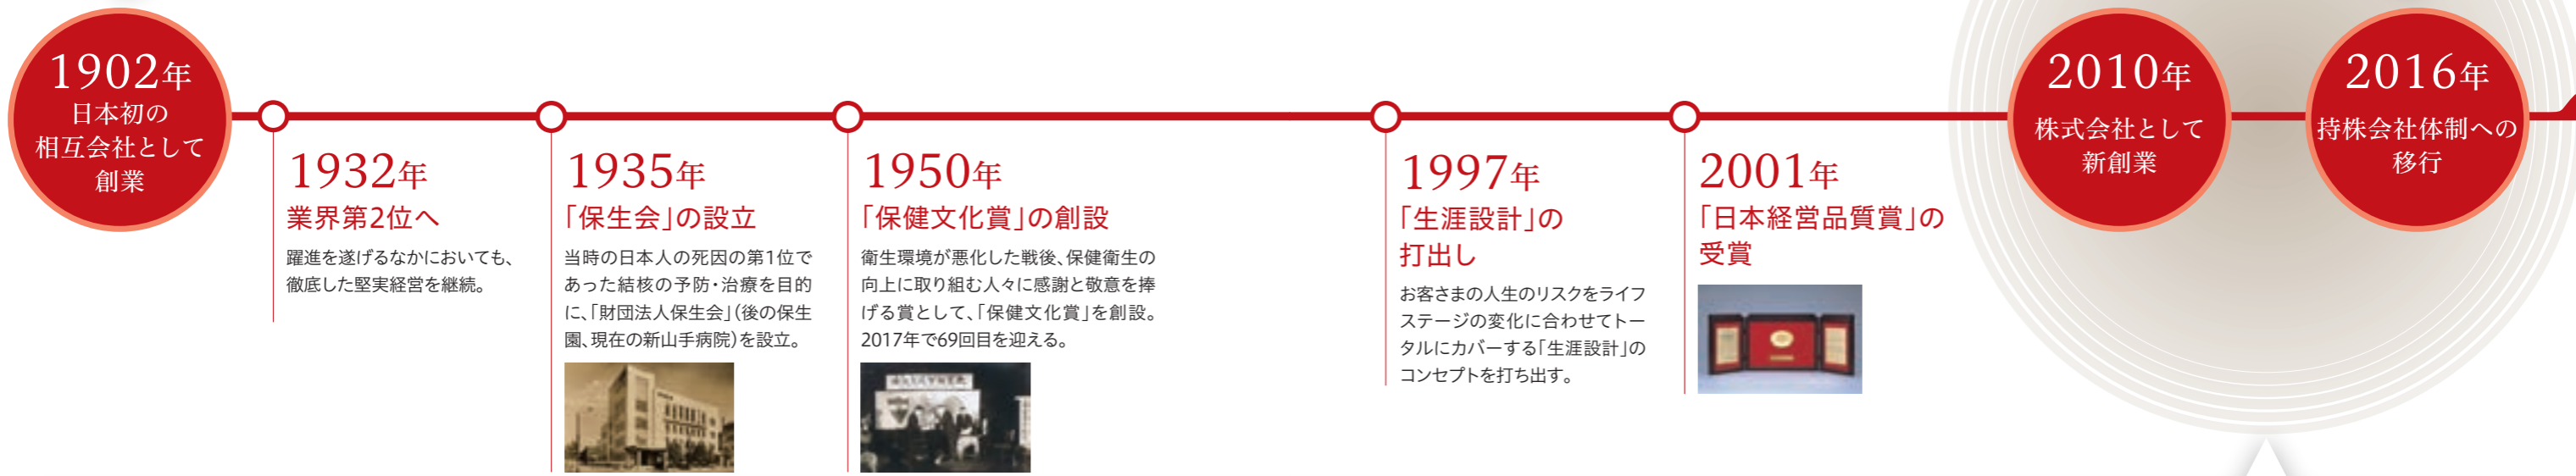 1902年
日本初の
相互会社として
創業
1932年
業界第2位へ
躍進を遂げるなかにおいても、
徹底した堅実経営を継続。
1935年
「保生会」の設立
当時の日本人の死因の第1位で
あった結核の予防・治療を目的
に、「財団法人保生会」（後の保生
園、現在の新山手病院）を設立。
1950年
「保健文化賞」の創設
衛生環境が悪化した戦後、保健衛生の
向上に取り組む人々に感謝と敬意を捧
げる賞として、「保健文化賞」を創設。
2017年で69回目を迎える。
1997年
「生涯設計」の
打出し
お客さまの人生のリスクをライフ
ステージの変化に合わせてトー
タルにカバーする「生涯設計」の
コンセプトを打ち出す。
2001年
「日本経営品質賞」の
受賞
2010年
株式会社として
新創業
2016年
持株会社体制への
移行